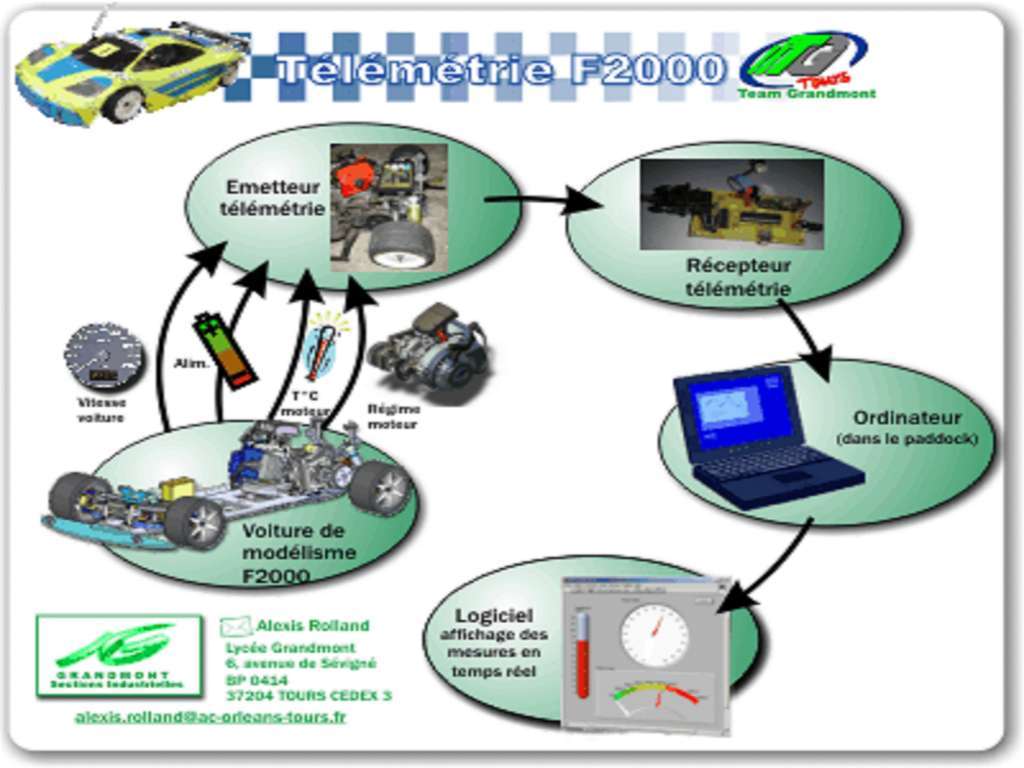 Télémétrie F2000
TG
Tours
Team Grandmont
Emetteur
télémétrie
Récepteur
télémétrie
Vitesse
voiture
Alim.
T°C
moteur
Régime
moteur
Ordinateur
(dans le paddock)
Voiture de
modélisme
F2000
Logiciel
affichage des
mesures en
temps réel
GRANDMONT
Sections Industrielles
Alexis Rolland
Lycée Grandmont
6, avenue de Sévigné
BP 0414
37204 TOURS CEDEX 3
alexis.rolland@ac-orleans-tours.fr